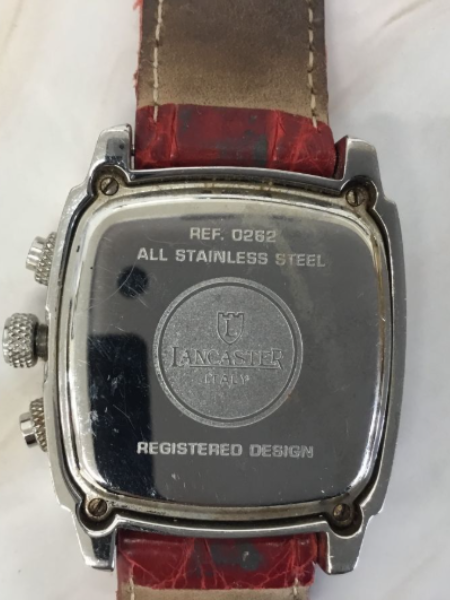 REF. 0262
ALL STAINLESS STEEL
L
LANCASTER
ITALY
REGISTERED DESIGN